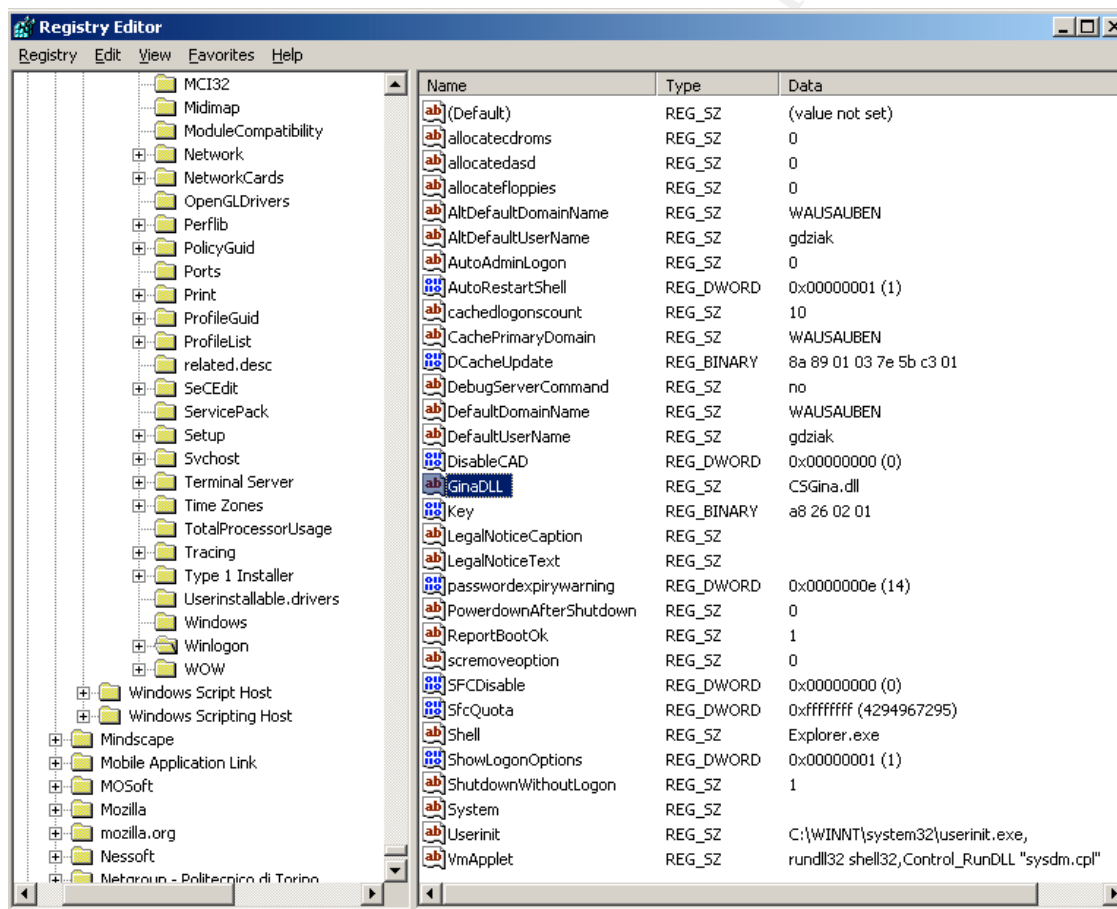 Registry Editor
Registry Edit View Favorites Help
MCI32
Midimap
ModuleCompatibility
Network
NetworkCards
OpenGLDrivers
Perflib
PolicyGuid
Ports
Print
ProfileGuid
ProfileList
related.desc
SeCEdit
ServicePack
Setup
Svchost
Terminal Server
Time Zones
TotalProcessorUsage
Tracing
Type 1 Installer
Userinstallable.drivers
Windows
Winlogon
WOW
Windows Script Host
Windows Scripting Host
Mindscape
Mobile Application Link
MOSoft
Mozilla
mozilla.org
Nessoft
Netgroup - Politecnico di Torino
Name Type Data
(Default) REG_SZ (value not set)
allocatecdroms REG_SZ 0
allocatedasd REG_SZ 0
allocatefloppies REG_SZ 0
AltDefaultDomainName REG_SZ WAUSAUBEN
AltDefaultUserName REG_SZ gdziak
AutoAdminLogon REG_SZ 0
AutoRestartShell REG_DWORD 0x00000001 (1)
cachedlogonscount REG_SZ 10
CachePrimaryDomain REG_SZ WAUSAUBEN
DCacheUpdate REG_BINARY 8a 89 01 03 7e 5b c3 01
DebugServerCommand REG_SZ no
DefaultDomainName REG_SZ WAUSAUBEN
DefaultUserName REG_SZ gdziak
DisableCAD REG_DWORD 0x00000000 (0)
GinaDLL REG_SZ CSGina.dll
Key REG_BINARY a8 26 02 01
LegalNoticeCaption REG_SZ
LegalNoticeText REG_SZ
passwordexpirywarning REG_DWORD 0x0000000e (14)
PowerdownAfterShutdown REG_SZ 0
ReportBootOk REG_SZ 1
scremoveoption REG_SZ 0
SFCDisable REG_DWORD 0x00000000 (0)
SfcQuota REG_DWORD 0xffffffff (4294967295)
Shell REG_SZ Explorer.exe
ShowLogonOptions REG_DWORD 0x00000001 (1)
ShutdownWithoutLogon REG_SZ 1
System REG_SZ
Userinit REG_SZ C:\WINNT\system32\userinit.exe,
VmApplet REG_SZ rundll32 shell32,Control_RunDLL "sysdm.cpl"